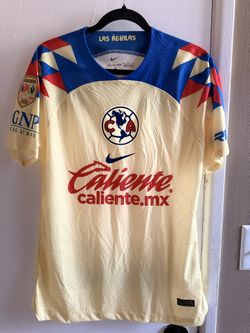 LAS ÁGUILAS
C A
GNP
Caliente
caliente.mx